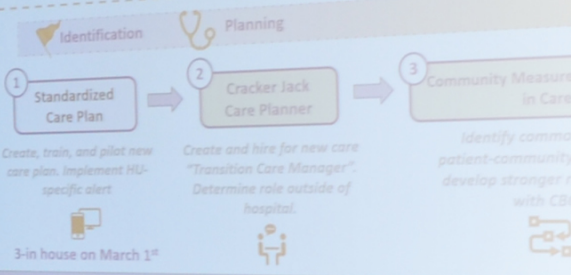 Identification
Planning
1
Standardized
Care Plan
Create, train, and pilot new
care plan. Implement HU-
specific alert
3-in house on March 1st
2
Cracker Jack
Care Planner
Create and hire for new care
"Transition Care Manager".
Determine role outside of
hospital.
3
Community Measure
in Care
Identify commo
patient-community
develop stronger r
with CB